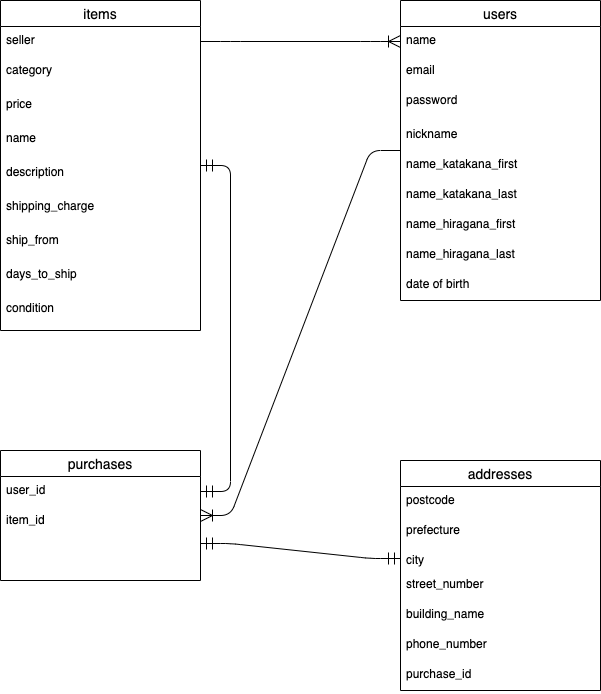 items
seller
category
price
name
description
shipping_charge
ship_from
days_to_ship
condition
users
name
email
password
nickname
name_katakana_first
name_katakana_last
name_hiragana_first
name_hiragana_last
date of birth
purchases
user_id
item_id
addresses
postcode
prefecture
city
street_number
building_name
phone_number
purchase_id